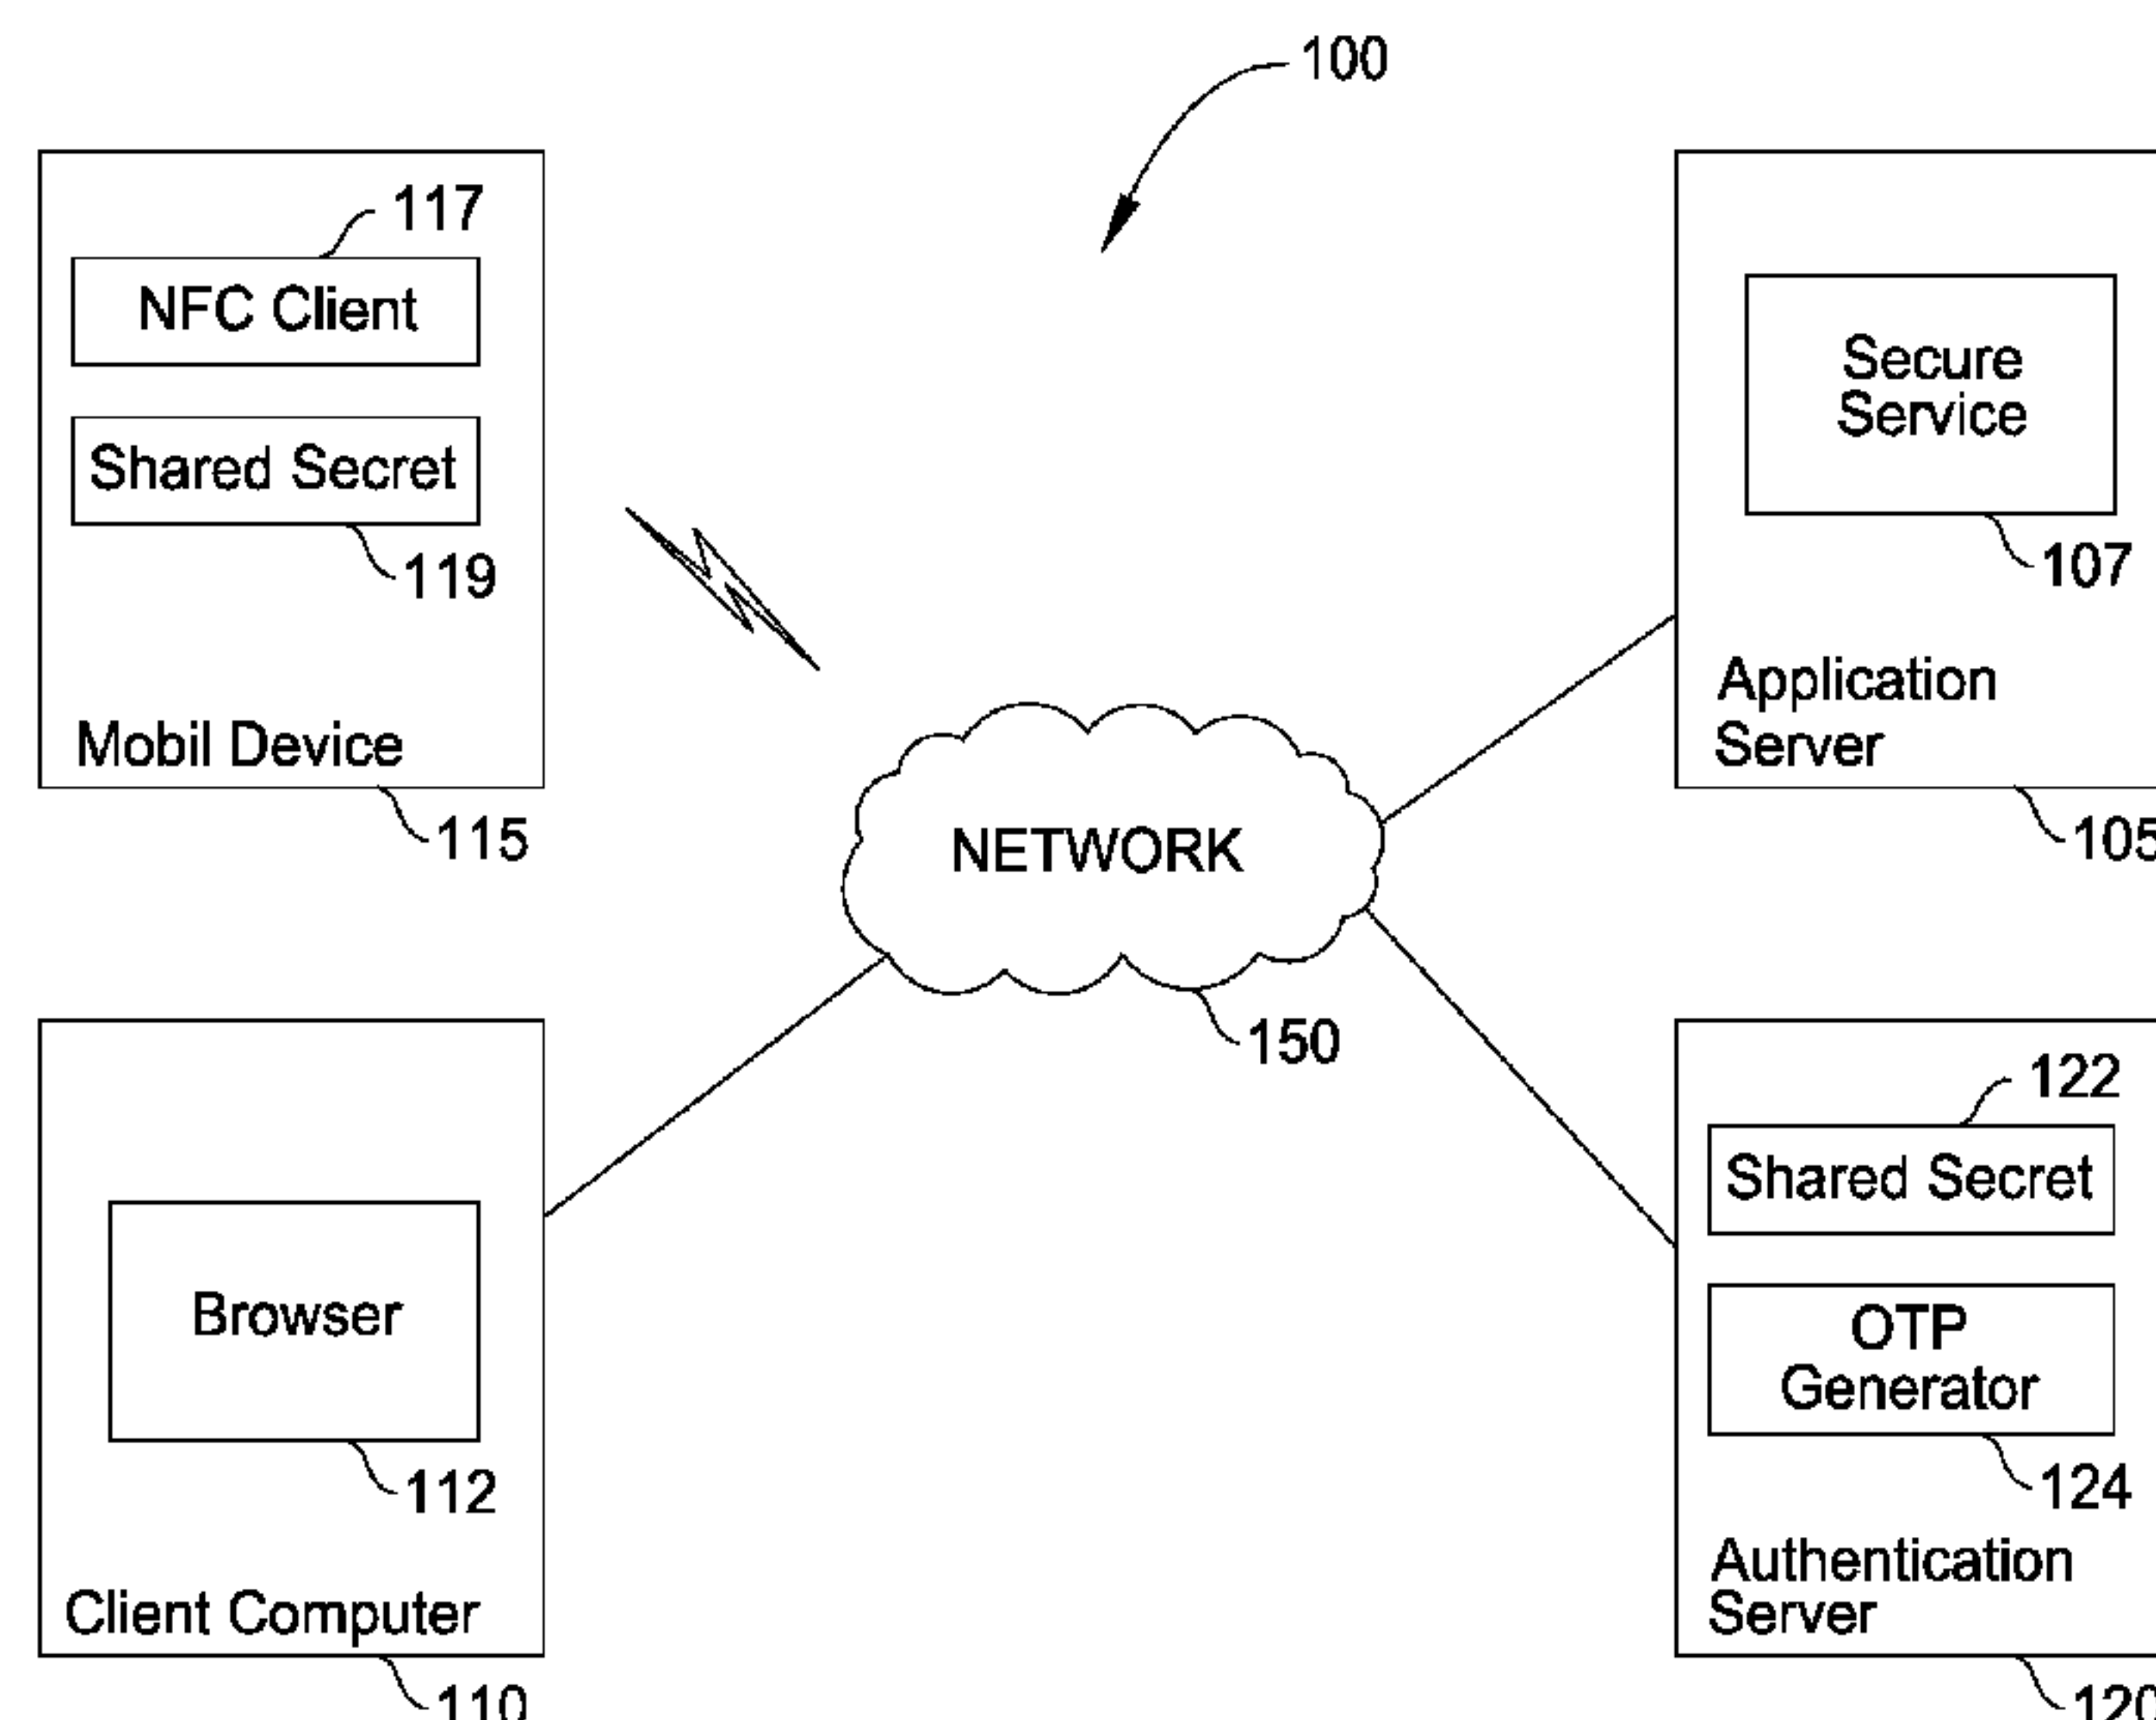 100
117
NFC Client
Shared Secret
119
Mobil Device
115
Secure
Service
107
Application
Server
105
NETWORK
150
Browser
112
Client Computer
110
122
Shared Secret
OTP
Generator
124
Authentication
Server
120